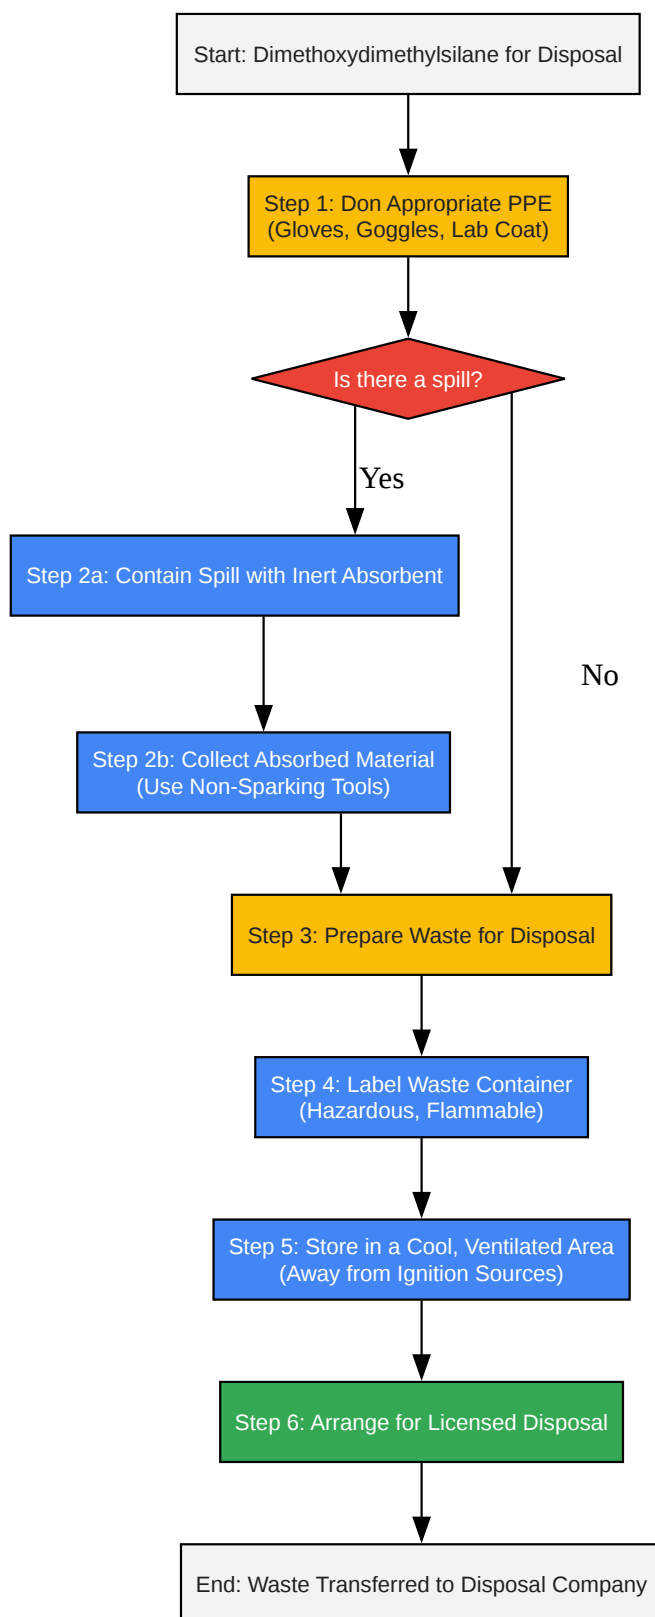 Start: Dimethoxydimethylsilane for Disposal
Step 1: Don Appropriate PPE
(Gloves, Goggles, Lab Coat)
Is there a spill?
Yes
Step 2a: Contain Spill with Inert Absorbent
No
Step 2b: Collect Absorbed Material
(Use Non-Sparking Tools)
Step 3: Prepare Waste for Disposal
Step 4: Label Waste Container
(Hazardous, Flammable)
Step 5: Store in a Cool, Ventilated Area
(Away from Ignition Sources)
Step 6: Arrange for Licensed Disposal
End: Waste Transferred to Disposal Company